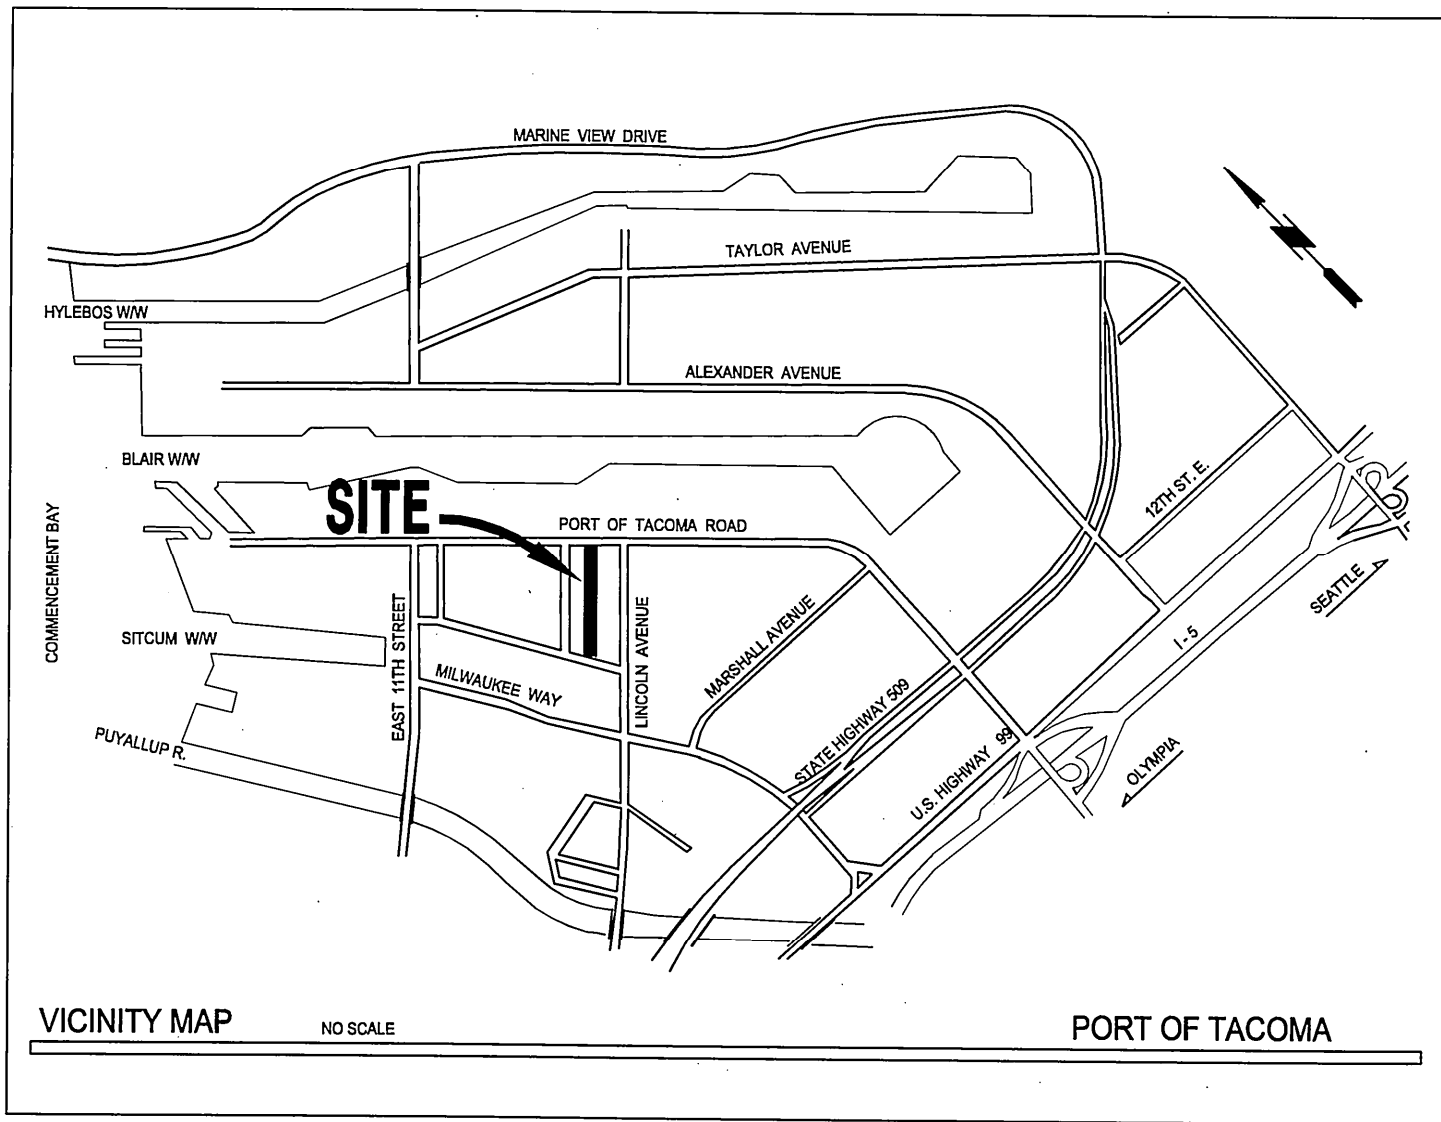 MARINE VIEW DRIVE
TAYLOR AVENUE
HYLEBOS W/W
ALEXANDER AVENUE
BLAIR W/W
SITE
PORT OF TACOMA ROAD
12TH ST. E.
COMMENCEMENT BAY
SEATTLE
EAST 11TH STREET
LINCOLN AVENUE
MARSHALL AVENUE
SITCUM W/W
I - 5
MILWAUKEE WAY
STATE HIGHWAY 509
PUYALLUP R.
U.S. HIGHWAY 99
OLYMPIA
VICINITY MAP
NO SCALE
PORT OF TACOMA